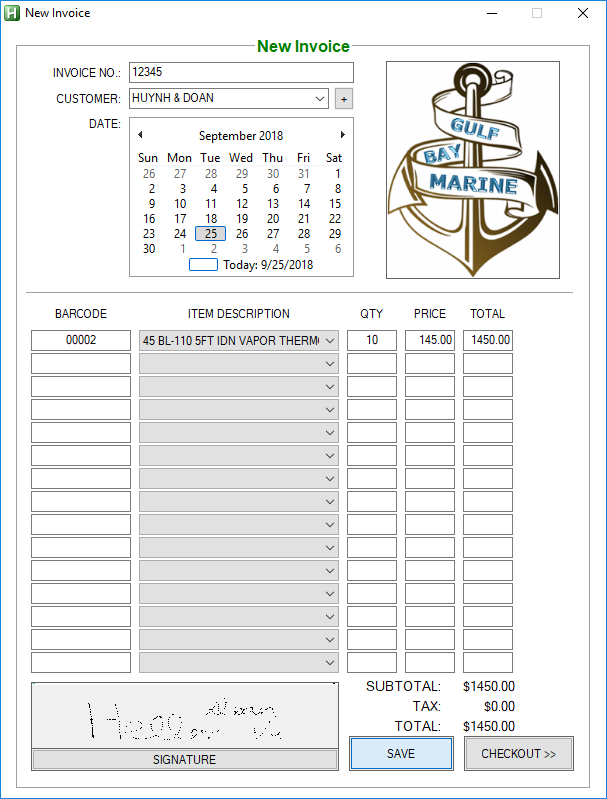 New Invoice
New Invoice
INVOICE NO.: 12345
CUSTOMER: HUYNH & DOAN +
DATE:
September 2018
Sun Mon Tue Wed Thu Fri Sat
26 27 28 29 30 31 1
2 3 4 5 6 7 8
9 10 11 12 13 14 15
16 17 18 19 20 21 22
23 24 25 26 27 28 29
30 1 2 3 4 5 6
Today: 9/25/2018
GULF
BAY
MARINE
BARCODE ITEM DESCRIPTION QTY PRICE TOTAL
00002 45 BL-110 5FT IDN VAPOR THERM 10 145.00 1450.00
SUBTOTAL: $1450.00
TAX: $0.00
TOTAL: $1450.00
SIGNATURE
SAVE
CHECKOUT >>